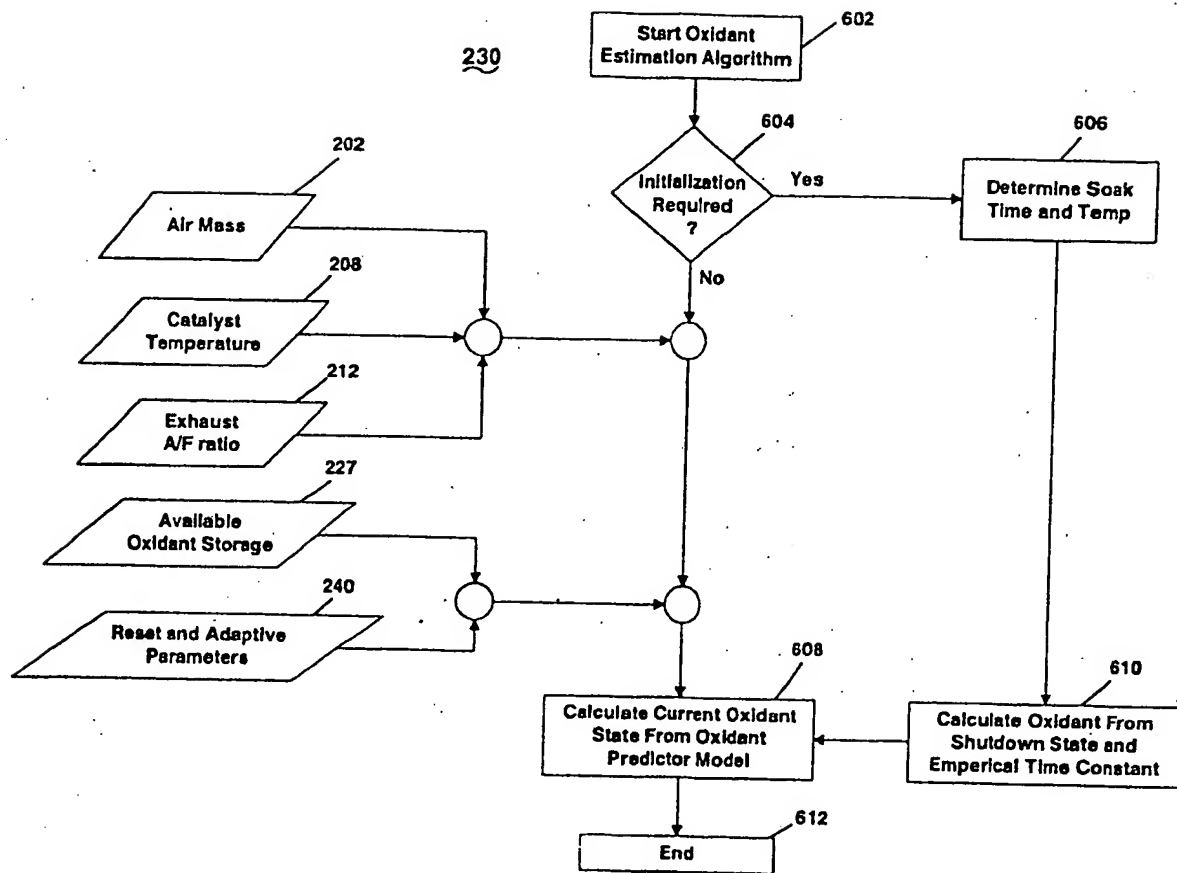 602
Start Oxidant
Estimation Algorithm
230
604
Initialization
Required
?
Yes
No
606
Determine Soak
Time and Temp
202
Air Mass
208
Catalyst
Temperature
212
Exhaust
A/F ratio
227
Available
Oxidant Storage
240
Reset and Adaptive
Parameters
608
Calculate Current Oxidant
State From Oxidant
Predictor Model
610
Calculate Oxidant From
Shutdown State and
Emperical Time Constant
612
End